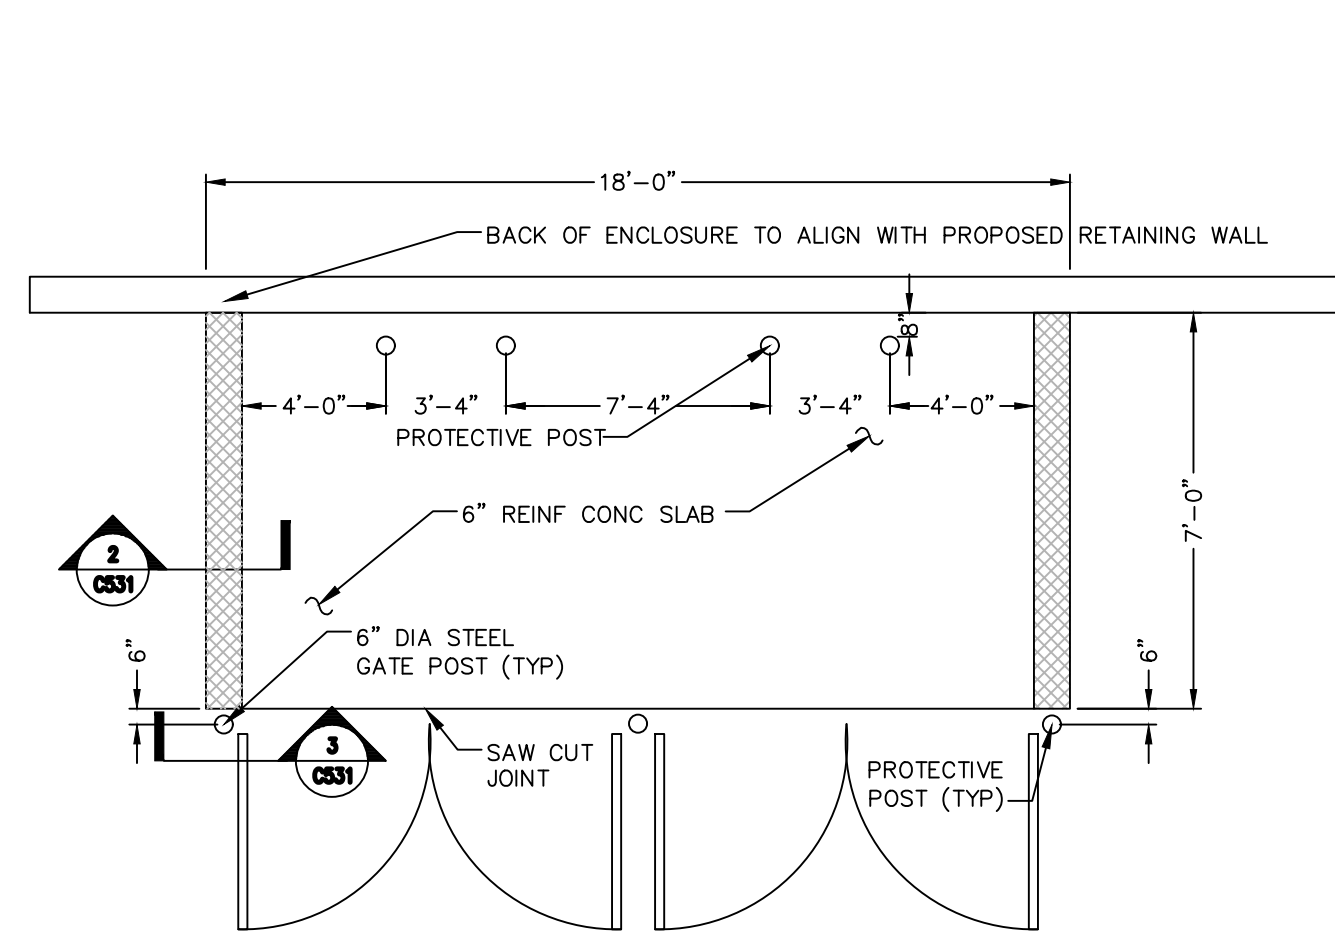 18'-0"
BACK OF ENCLOSURE TO ALIGN WITH PROPOSED RETAINING WALL
8"
4'-0" 3'-4" 7'-4" 3'-4" 4'-0"
PROTECTIVE POST
7'-0"
6" REINF CONC SLAB
2
C531
6" DIA STEEL
GATE POST (TYP)
6"
6"
3
C531
SAW CUT
JOINT
PROTECTIVE
POST (TYP)